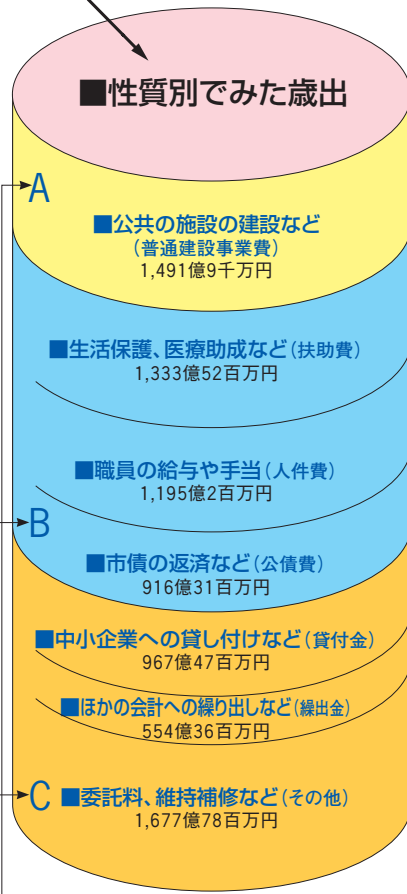 ■性質別でみた歳出
A
■公共の施設の建設など
(普通建設事業費)
1,491億9千万円
■生活保護、医療助成など(扶助費)
1,333億52百万円
■職員の給与や手当(人件費)
1,195億2百万円
B
■市債の返済など(公債費)
916億31百万円
■中小企業への貸し付けなど(貸付金)
967億47百万円
■ほかの会計への繰り出しなど(繰出金)
554億36百万円
C ■委託料、維持補修など(その他)
1,677億78百万円